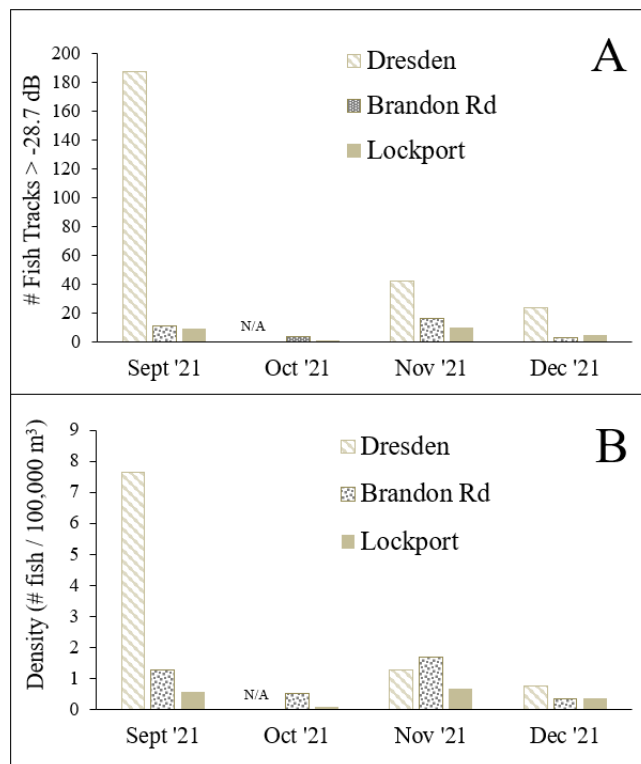 A
# Fish Tracks > -28.7 dB
200
180
160
140
120
100
80
60
40
20
0
Dresden
Brandon Rd
Lockport
N/A
Sept '21 Oct '21 Nov '21 Dec '21
B
Density (# fish / 100,000 m³)
9
8
7
6
5
4
3
2
1
0
Dresden
Brandon Rd
Lockport
N/A
Sept '21 Oct '21 Nov '21 Dec '21